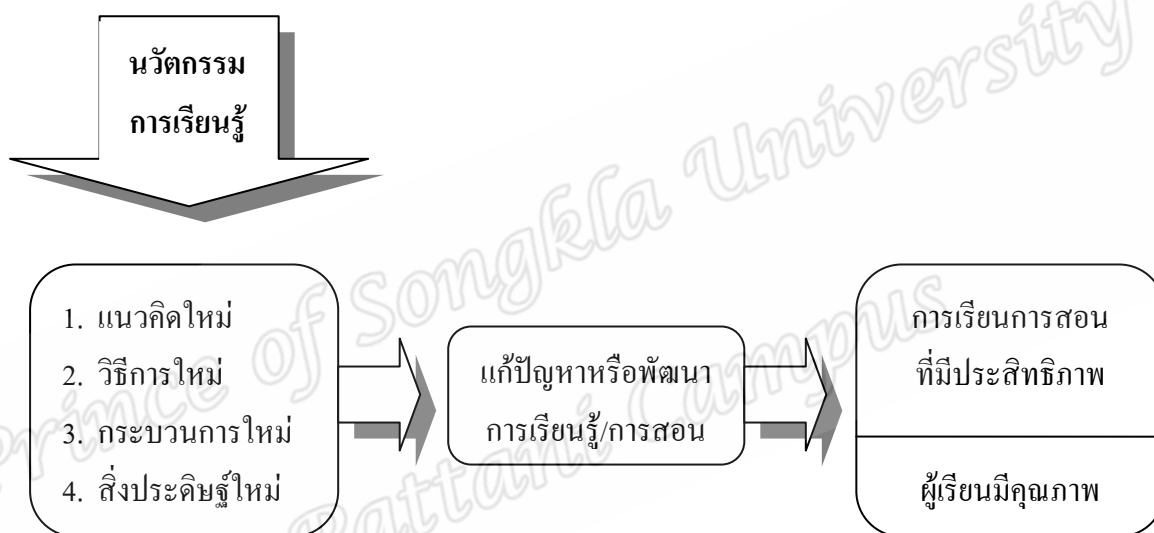 นวัตกรรม
การเรียนรู้
1. แนวคิดใหม่
2. วิธีการใหม่
3. กระบวนการใหม่
4. สิ่งประดิษฐ์ใหม่
แก้ปัญหาหรือพัฒนา
การเรียนรู้/การสอน
การเรียนการสอน
ที่มีประสิทธิภาพ
ผู้เรียนมีคุณภาพ
Prince of Songkla University
Pattani Campus